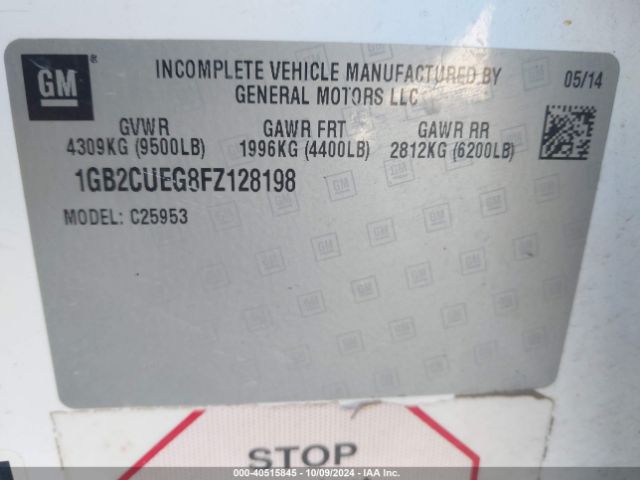 GM
INCOMPLETE VEHICLE MANUFACTURED BY
GENERAL MOTORS LLC
05/14
GVWR GAWR FRT GAWR RR
4309KG (9500LB) 1996KG (4400LB) 2812KG (6200LB)
1GB2CUEG8FZ128198
MODEL: C25953
STOP
00-40515845 - 10/09/2024 - IAA Inc.